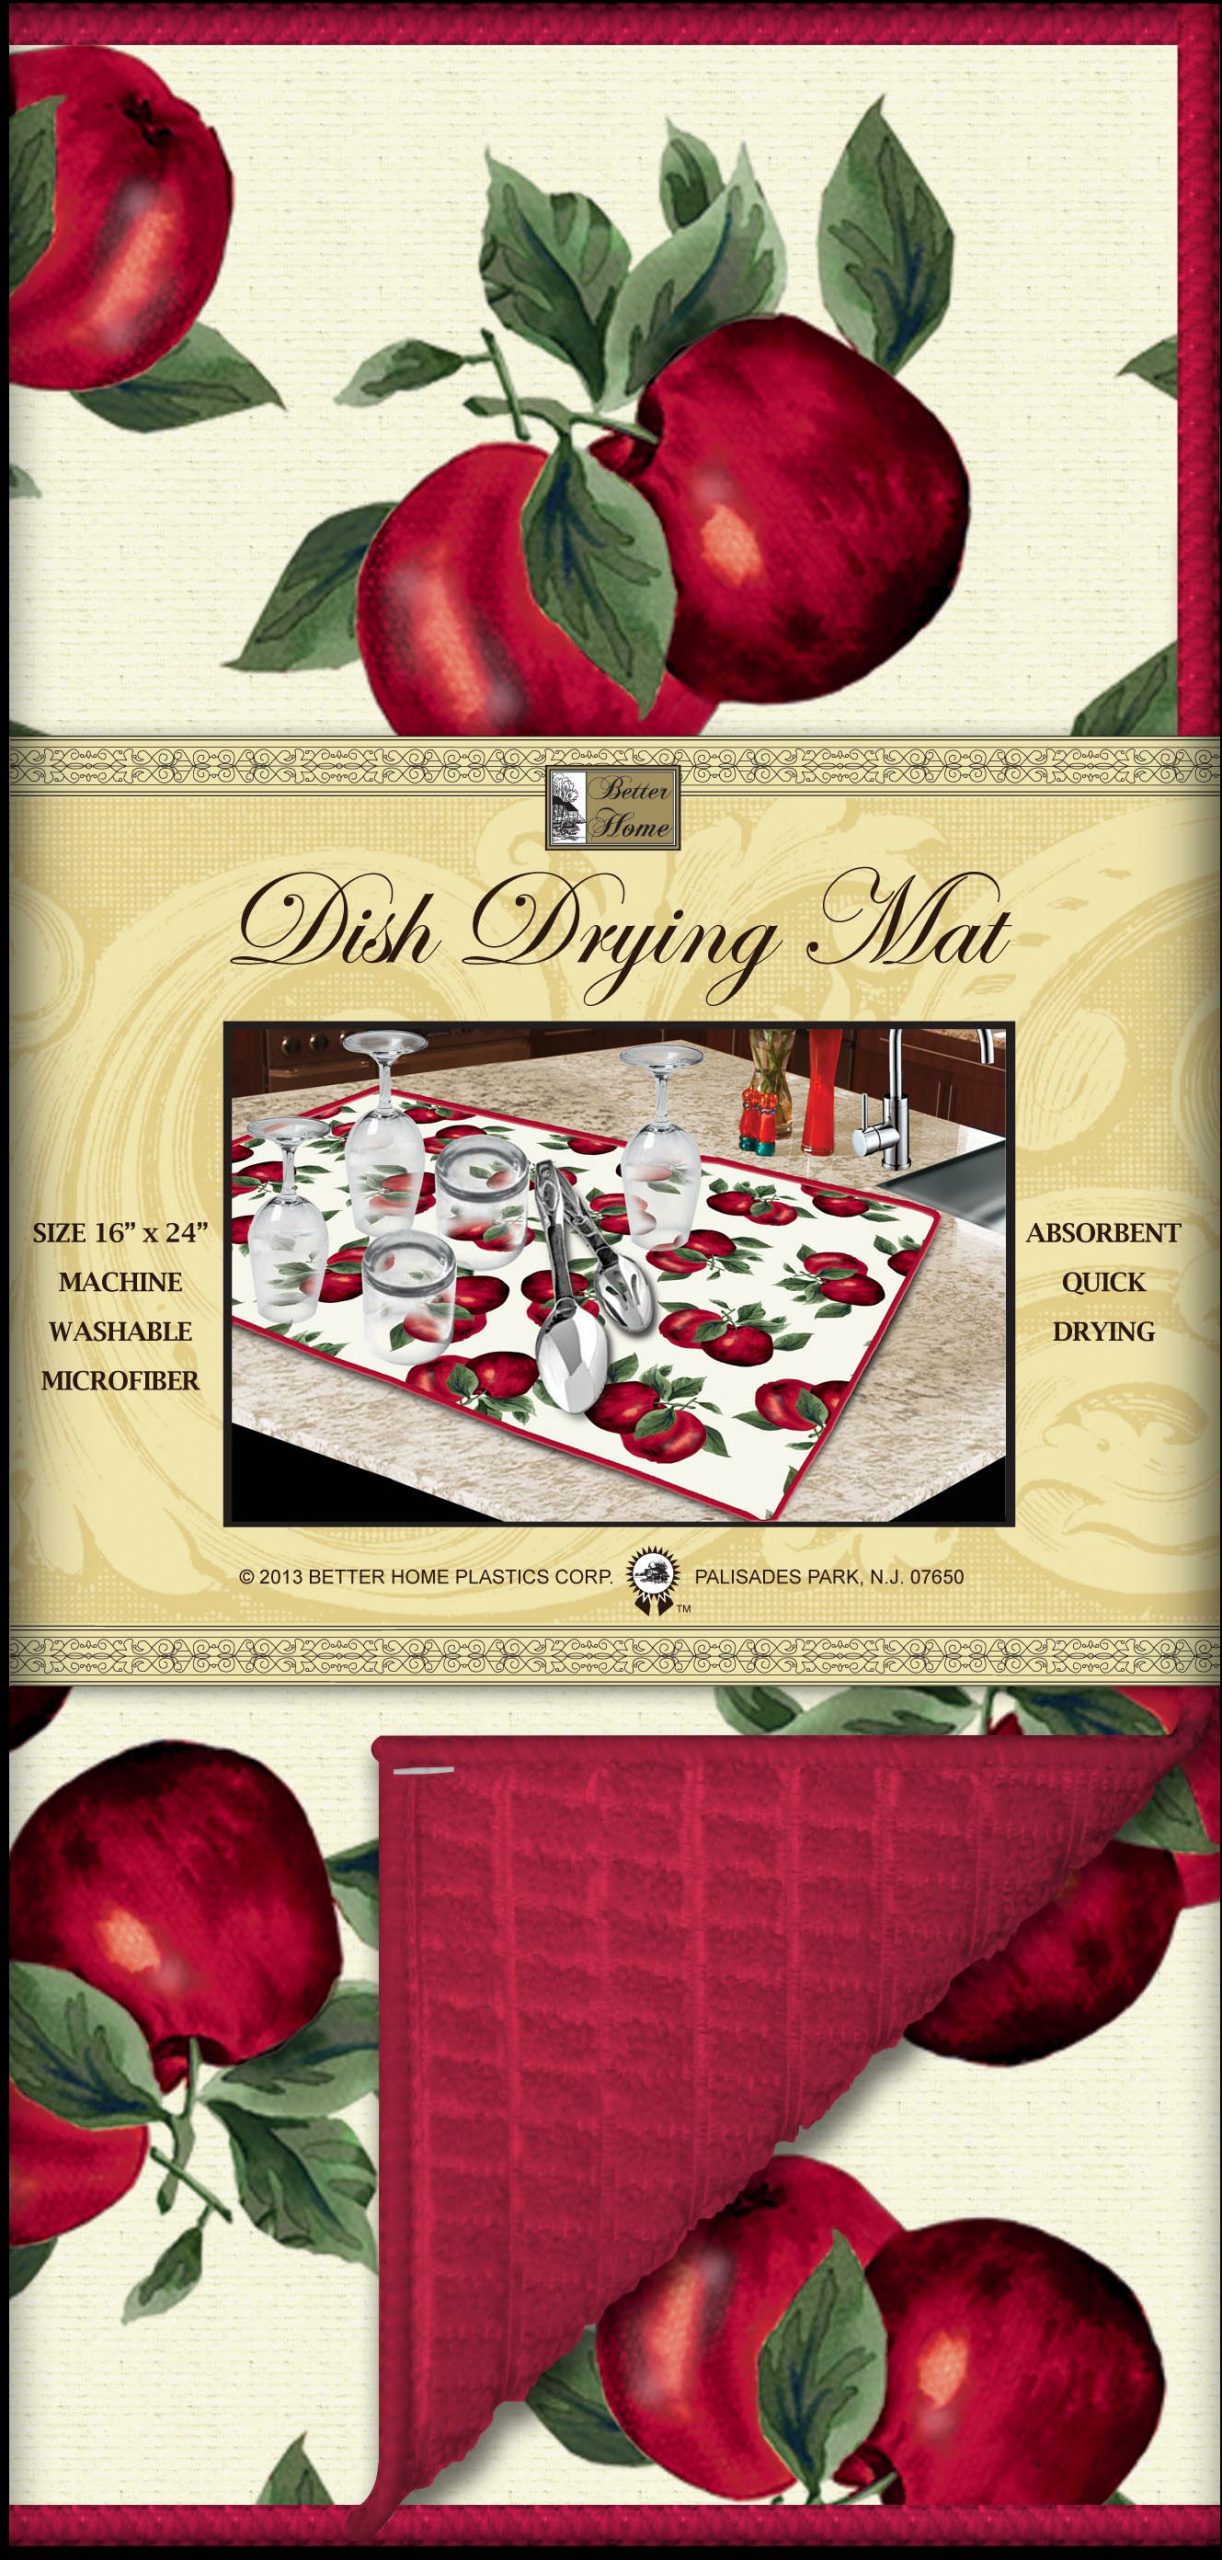 Better
Home
Dish Drying Mat
SIZE 16” x 24”
MACHINE
WASHABLE
MICROFIBER
ABSORBENT
QUICK
DRYING
© 2013 BETTER HOME PLASTICS CORP.
PALISADES PARK, N.J. 07650
TM